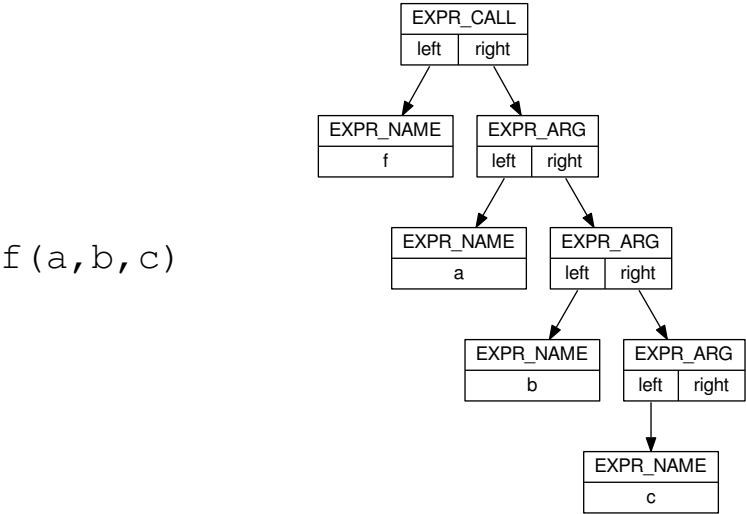 EXPR_CALL
left right
EXPR_NAME EXPR_ARG
f left right
f(a,b,c)
EXPR_NAME EXPR_ARG
a left right
EXPR_NAME EXPR_ARG
b left right
EXPR_NAME
c